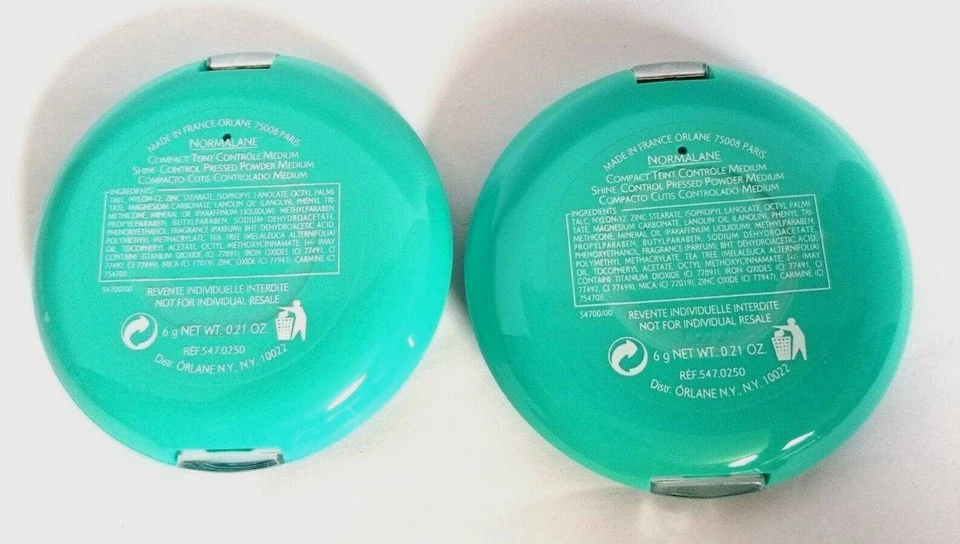 MADE IN FRANCE ORLANE 75008 PARIS
NORMALANE
COMPACT TEINT CONTRÔLE MEDIUM
SHINE CONTROL PRESSED POWDER MEDIUM
COMPACTO CUTIS CONTROLADO MEDIUM
INGREDIENTS
TALC, NYLON-12, ZINC STEARATE, ISOPROPYL LANOLATE, OCTYL PALMI
TATE, MAGNESIUM CARBONATE, LANOLIN OIL (LANOLIN), PHENYL TRI
METHICONE, MINERAL OIL (PARAFFINUM LIQUIDUM), METHYLPARABEN,
PROPYLPARABEN, BUTYLPARABEN, SODIUM DEHYDROACETATE,
PHENOXYETHANOL, FRAGRANCE (PARFUM) BHT, DEHYDROACETIC ACID,
POLYMETHYL METHACRYLATE, TEA TREE (MELALEUCA ALTERNIFOLIA)
OIL, TOCOPHERYL ACETATE, OCTYL METHOXYCINNAMATE [+/- (MAY
CONTAIN) TITANIUM DIOXIDE (CI 77891), IRON OXIDES (CI 77491, CI
77492, CI 77499), MICA (CI 77019), ZINC OXIDE (CI 77947), CARMINE (CI
75470)]
54700/00
REVENTE INDIVIDUELLE INTERDITE
NOT FOR INDIVIDUAL RESALE
6 g NET WT. 0.21 OZ.
RÉF.547.0250
Distr. ORLANE N.Y., N.Y. 10022
MADE IN FRANCE ORLANE 75008 PARIS
NORMALANE
COMPACT TEINT CONTRÔLE MEDIUM
SHINE CONTROL PRESSED POWDER MEDIUM
COMPACTO CUTIS CONTROLADO MEDIUM
INGREDIENTS
TALC, NYLON-12, ZINC STEARATE, ISOPROPYL LANOLATE, OCTYL PALMI
TATE, MAGNESIUM CARBONATE, LANOLIN OIL (LANOLIN), PHENYL TRI
METHICONE, MINERAL OIL (PARAFFINUM LIQUIDUM), METHYLPARABEN,
PROPYLPARABEN, BUTYLPARABEN, SODIUM DEHYDROACETATE,
PHENOXYETHANOL, FRAGRANCE (PARFUM) BHT, DEHYDROACETIC ACID,
POLYMETHYL METHACRYLATE, TEA TREE (MELALEUCA ALTERNIFOLIA)
OIL, TOCOPHERYL ACETATE, OCTYL METHOXYCINNAMATE [+/- (MAY
CONTAIN) TITANIUM DIOXIDE (CI 77891), IRON OXIDES (CI 77491, CI
77492, CI 77499), MICA (CI 77019), ZINC OXIDE (CI 77947), CARMINE (CI
75470)]
54700/00
REVENTE INDIVIDUELLE INTERDITE
NOT FOR INDIVIDUAL RESALE
6 g NET WT. 0.21 OZ.
RÉF.547.0250
Distr. ORLANE N.Y., N.Y. 10022